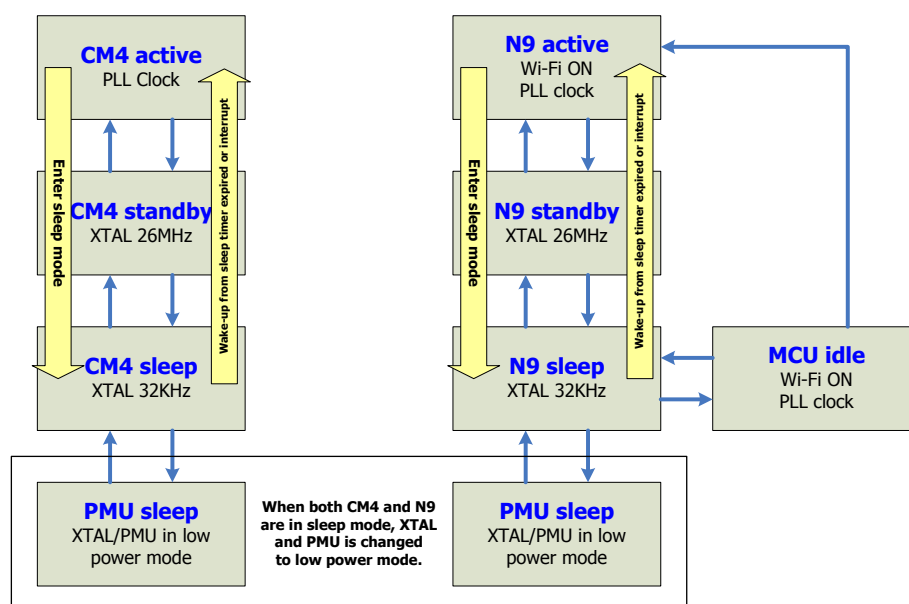 CM4 active
PLL Clock
Enter sleep mode
Wake-up from sleep timer expired or interrupt
CM4 standby
XTAL 26MHz
CM4 sleep
XTAL 32KHz
PMU sleep
XTAL/PMU in low
power mode
When both CM4 and N9
are in sleep mode, XTAL
and PMU is changed
to low power mode.
N9 active
Wi-Fi ON
PLL clock
Enter sleep mode
Wake-up from sleep timer expired or interrupt
N9 standby
XTAL 26MHz
N9 sleep
XTAL 32KHz
MCU idle
Wi-Fi ON
PLL clock
PMU sleep
XTAL/PMU in low
power mode